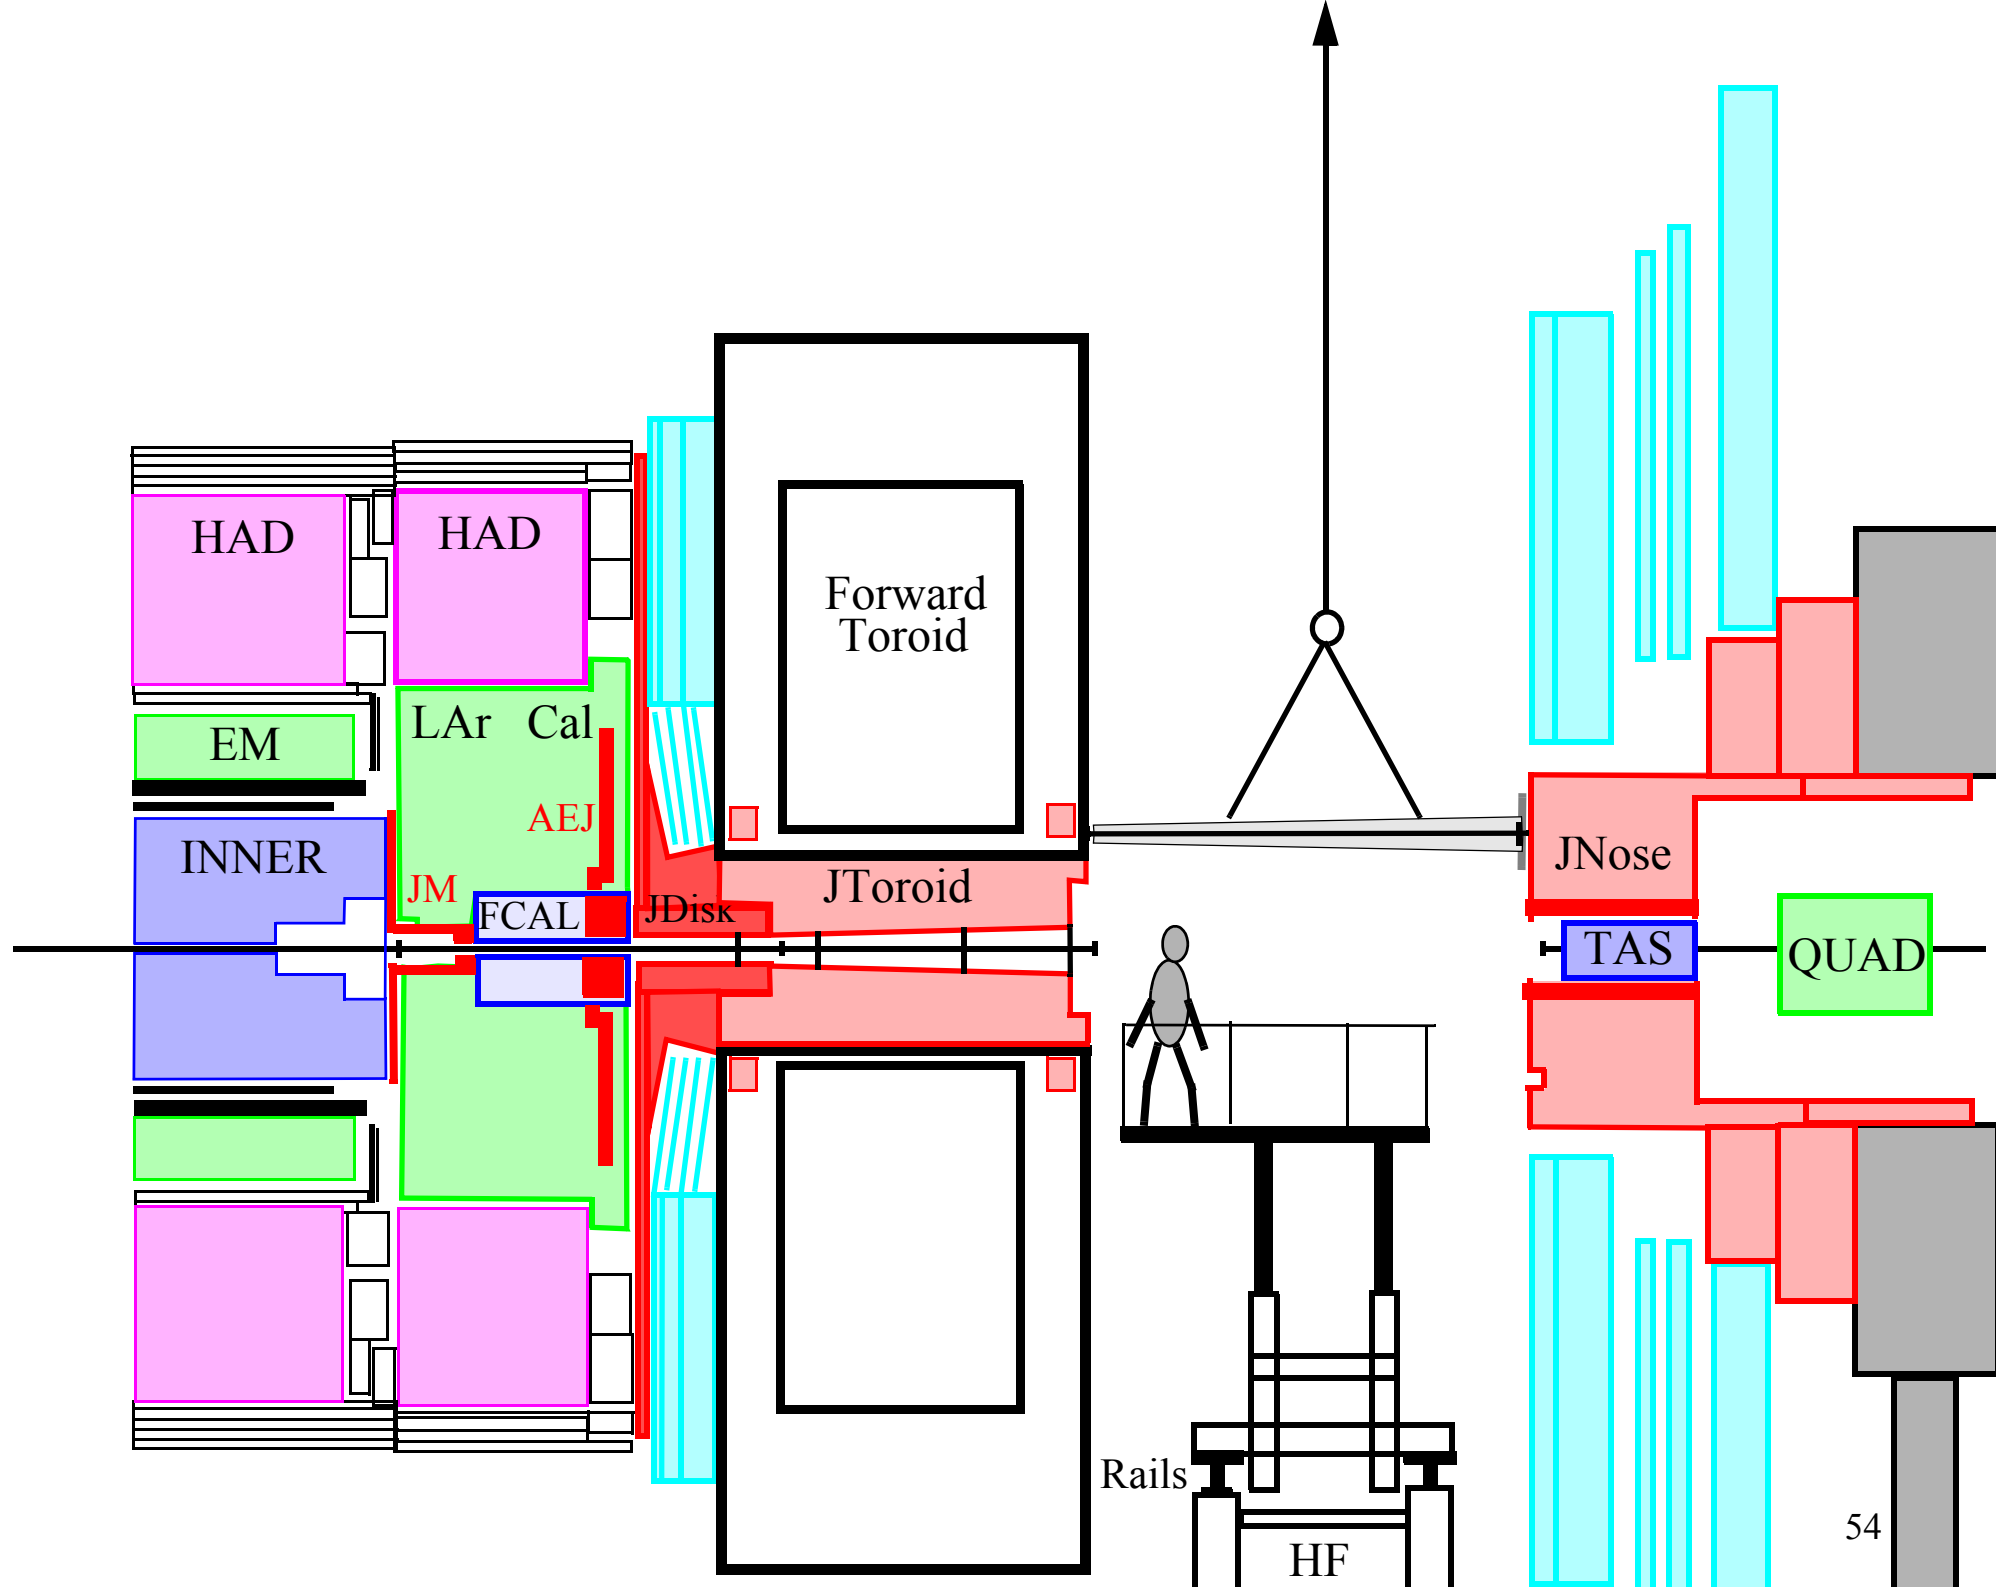 HAD
HAD
Forward
Toroid
LAr Cal
EM
AEJ
INNER
JM
FCAL
JDisk
JToroid
JNose
TAS
QUAD
Rails
HF
54